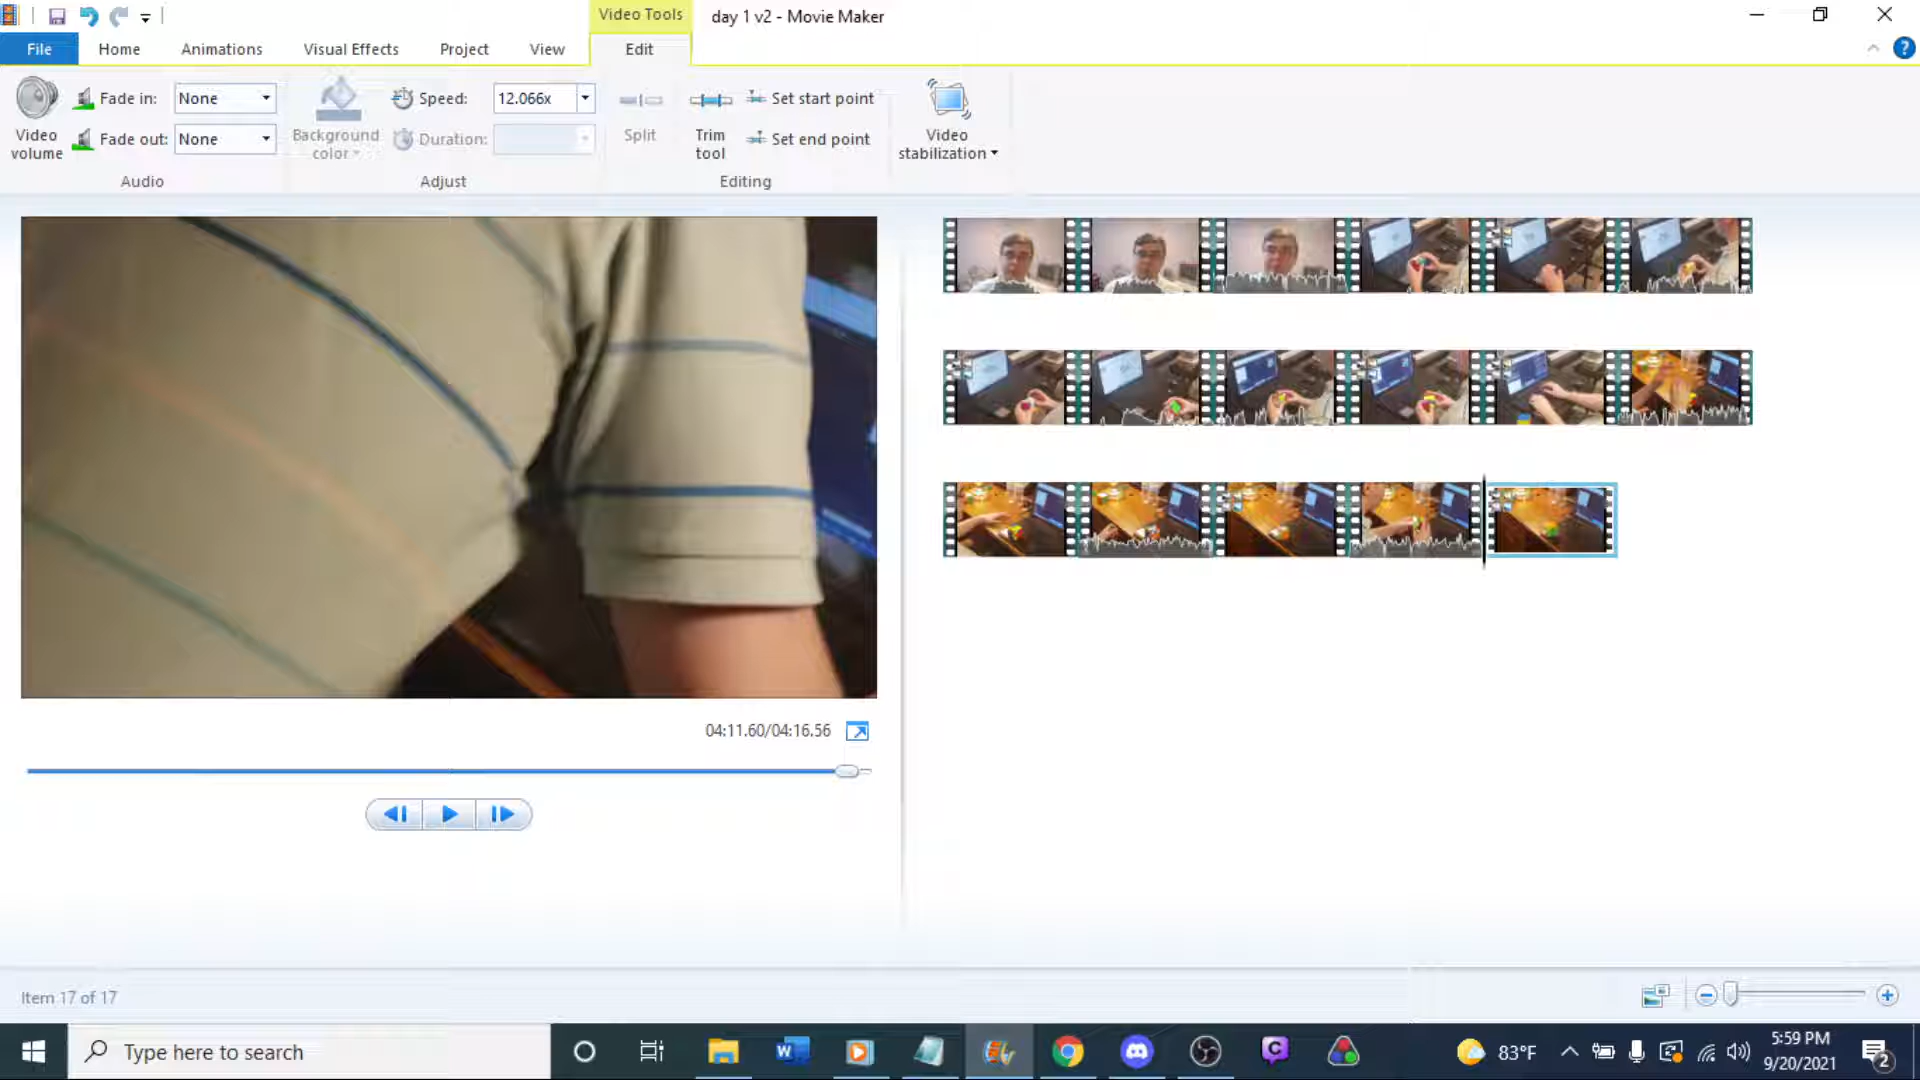 Video Tools
day 1 v2 - Movie Maker
File
Home
Animations
Visual Effects
Project
View
Edit
Video volume
Fade in:
None
Fade out:
None
Audio
Background color
Speed:
12.066x
Duration:
Adjust
Split
Trim tool
Set start point
Set end point
Editing
Video stabilization
04:11.60/04:16.56
Item 17 of 17
Type here to search
83°F
5:59 PM
9/20/2021
2